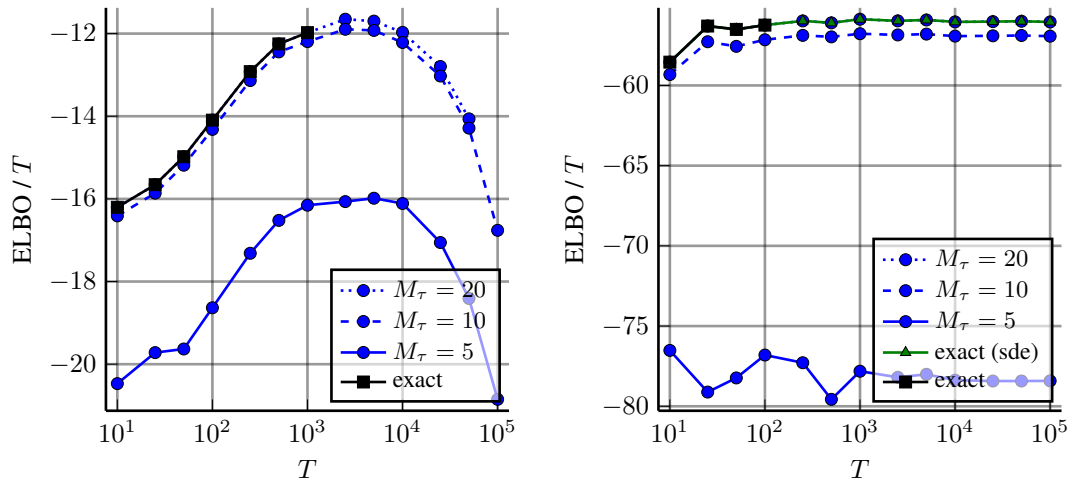 −12
−14
−16
−18
−20
ELBO / T
10^1
10^2
10^3
10^4
10^5
T
M_τ = 20
M_τ = 10
M_τ = 5
exact
−60
−65
−70
−75
−80
ELBO / T
10^1
10^2
10^3
10^4
10^5
T
M_τ = 20
M_τ = 10
M_τ = 5
exact (sde)
exact